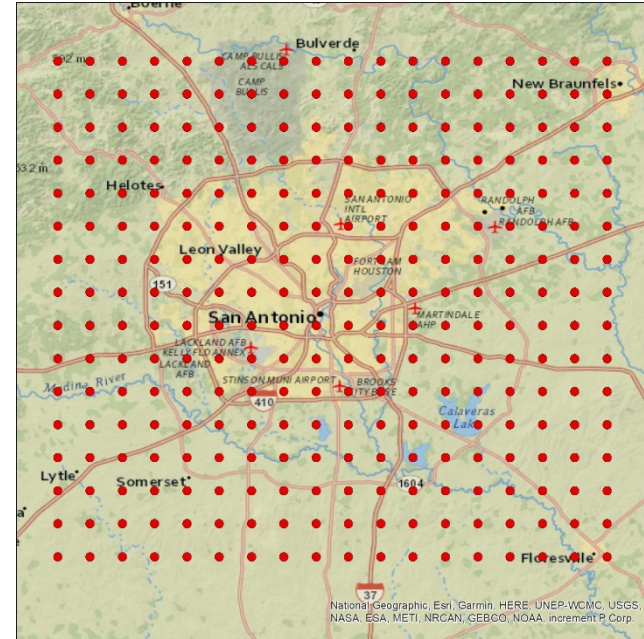 Boerne
Bulverde
CAMP BULLIS
ALS CALS
CAMP
BULLIS
New Braunfels
Helotes
SAN ANTONIO
INTL
AIRPORT
RANDOLPH
AFB
RANDOLPH AFB
Leon Valley
HOUSTON
151
San Antonio
MARTINDALE
AHP
LACKLAND AFB
KELLY FLD ANNEX
LACKLAND
AFB
Medina River
STINSON MUNI AIRPORT
BROOKS
BASE
410
Calaveras
Lake
Lytle
Somerset
1604
Floresville
37
National Geographic, Esri, Garmin, HERE, UNEP-WCMC, USGS,
NASA, ESA, METI, NRCAN, GEBCO, NOAA, increment P Corp.